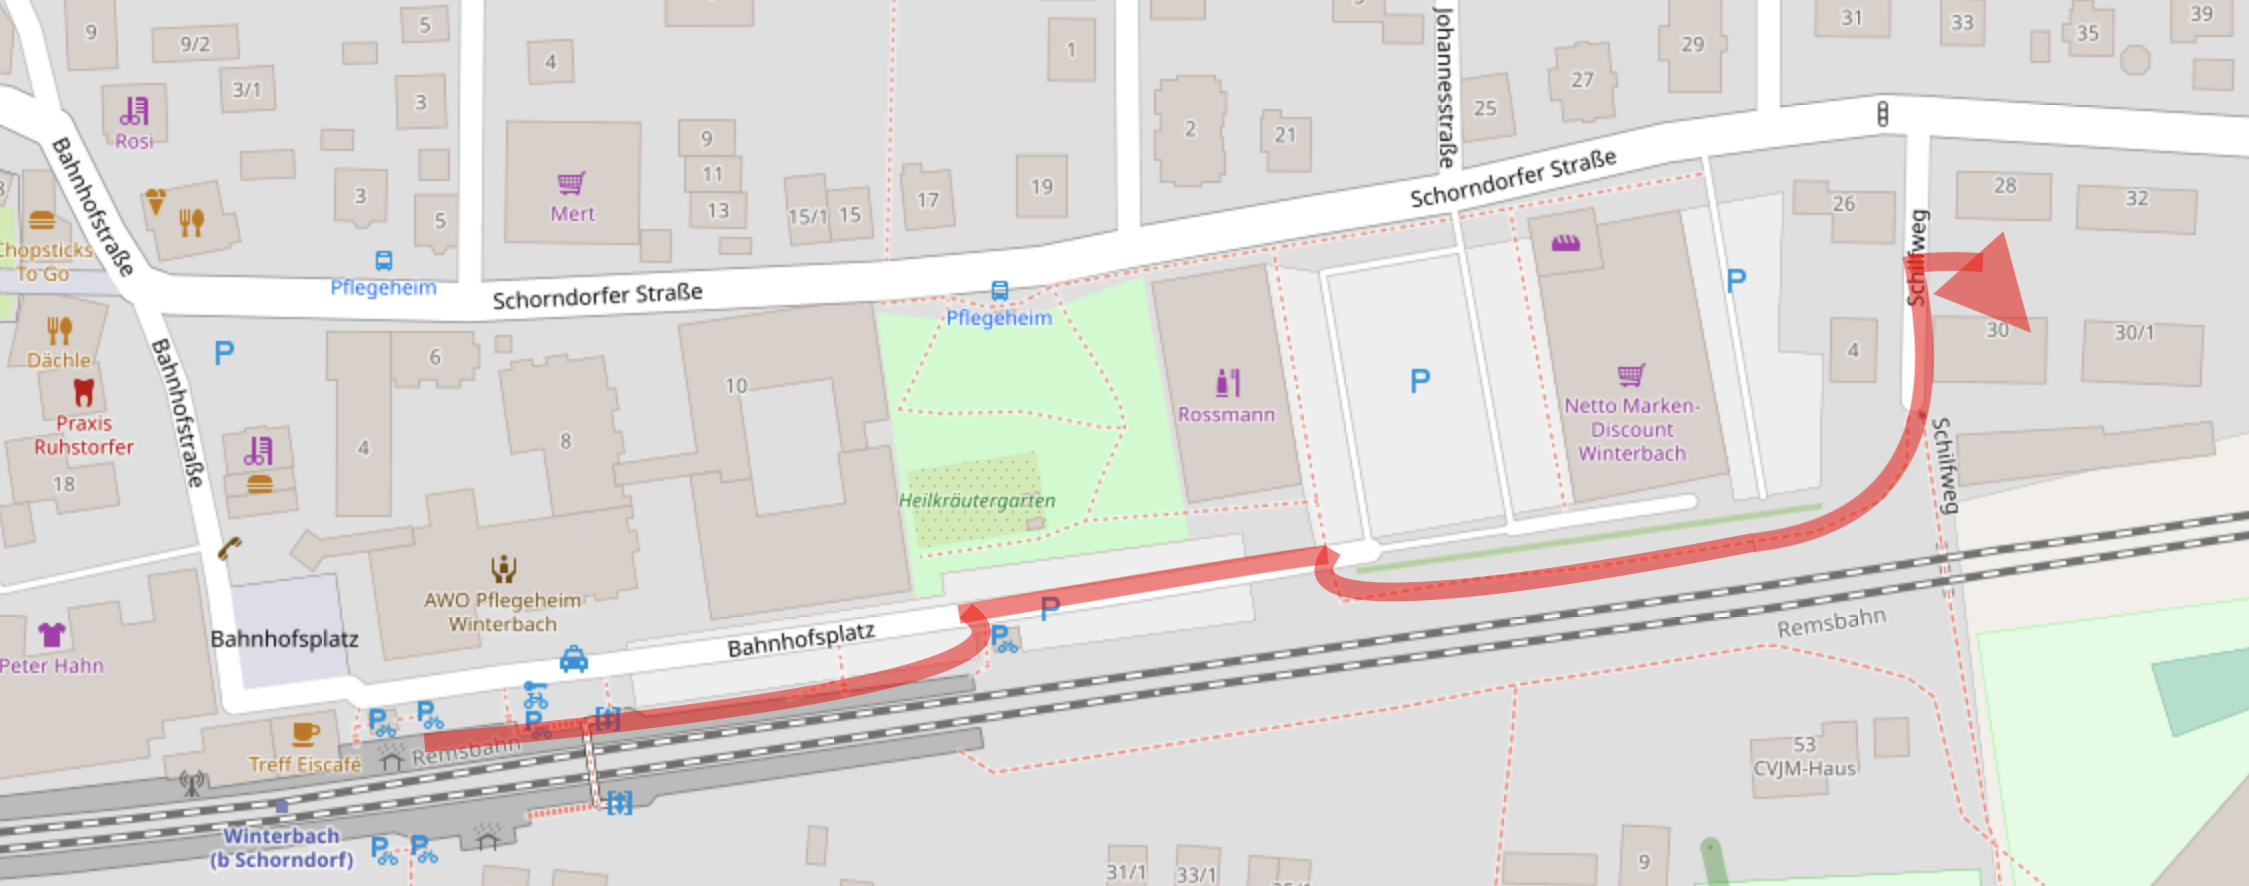 9
9/2
5
4
1
Johannesstraße
25
27
29
31
33
35
39
3/1
3
Rosi
Bahnhofstraße
3
5
Mert
9
11
13
15/1
15
17
19
2
21
Schorndorfer Straße
26
28
32
Chopsticks
To Go
Pflegeheim
Schorndorfer Straße
Pflegeheim
Schilfweg
P
Dächle
P
6
10
Rossmann
P
Netto Marken-
Discount
Winterbach
4
30
30/1
Praxis
Ruhstorfer
Bahnhofstraße
18
4
8
Heilkräutergarten
Schilfweg
AWO Pflegeheim
Winterbach
Bahnhofsplatz
Bahnhofsplatz
P
P
Peter Hahn
Remsbahn
P
P
P
Treff Eiscafé
Remsbahn
53
CVJM-Haus
Winterbach
(b Schorndorf)
P
P
31/1
33/1
9